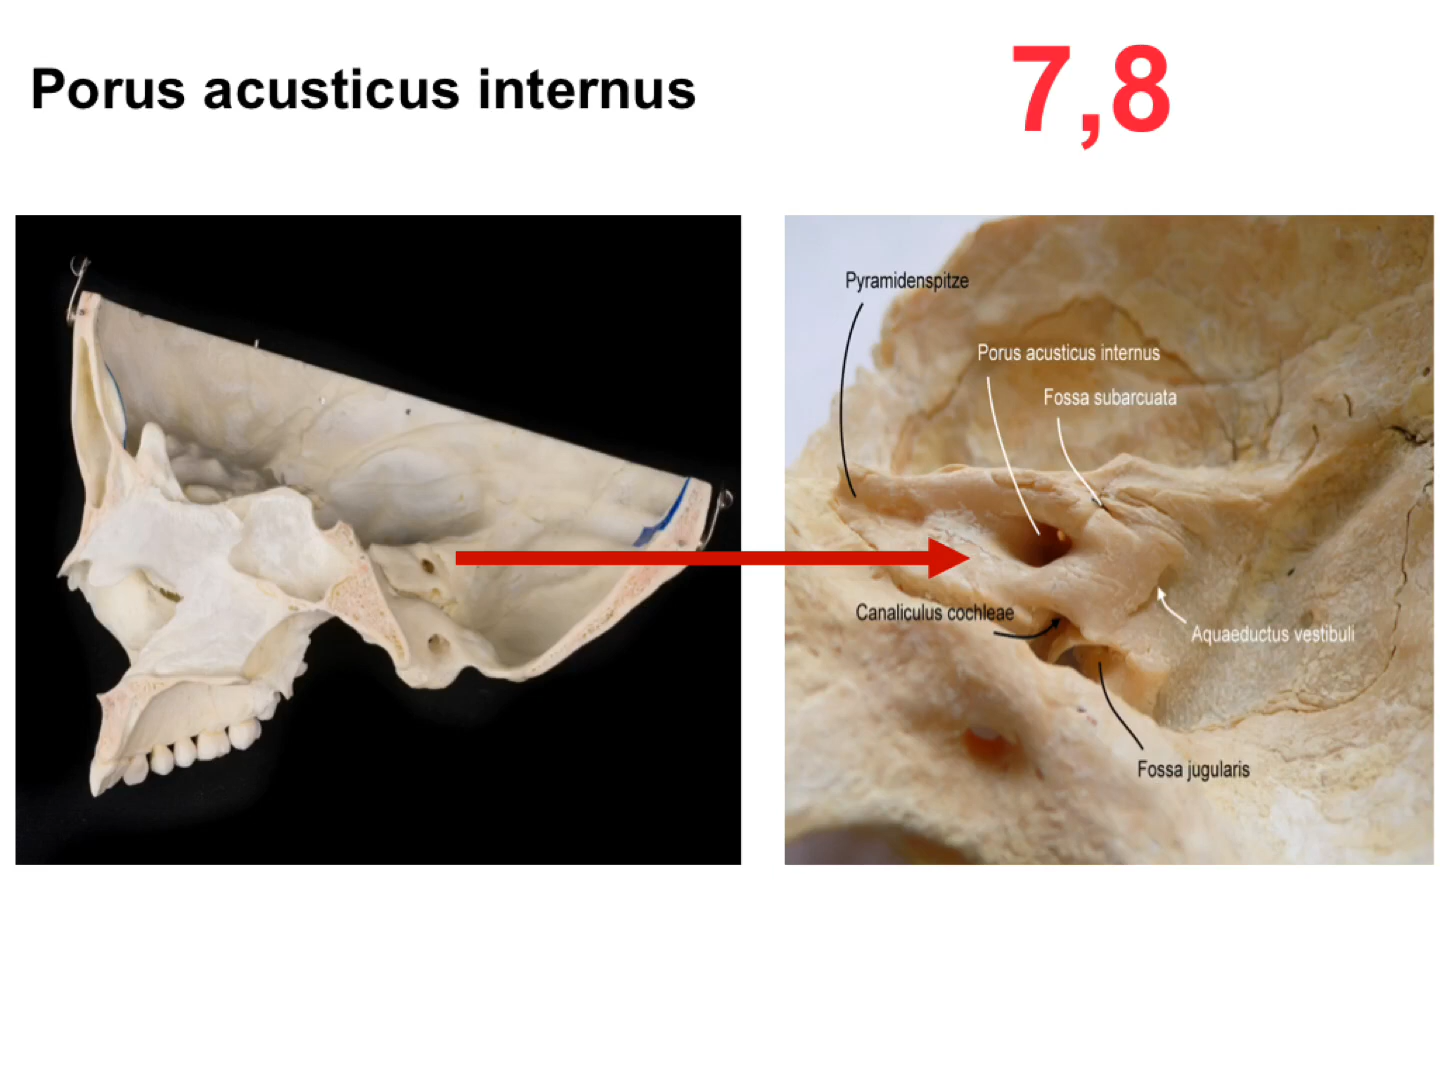 Porus acusticus internus
7,8
Pyramidenspitze
Porus acusticus internus
Fossa subarcuata
Canaliculus cochleae
Aquaeductus vestibuli
Fossa jugularis